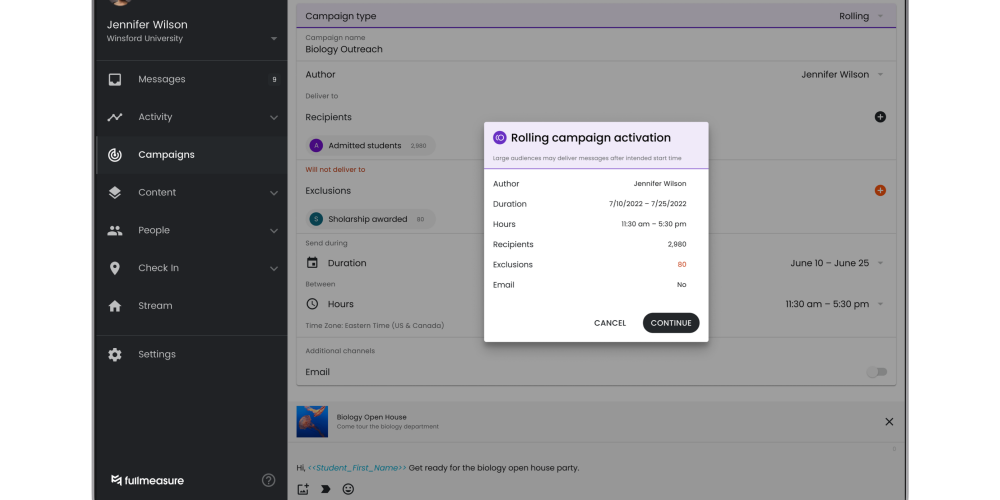 Jennifer Wilson
Winsford University
Messages 9
Activity
Campaigns
Content
People
Check In
Stream
Settings
fullmeasure
Campaign type Rolling
Campaign name
Biology Outreach
Author Jennifer Wilson
Deliver to
Recipients
A Admitted students 2,980
Will not deliver to
Exclusions
S Sholarship awarded 80
Send during
Duration June 10 – June 25
Between
Hours 11:30 am – 5:30 pm
Time Zone: Eastern Time (US & Canada)
Additional channels
Email
Biology Open House
Come tour the biology department
Hi, <<Student_First_Name>> Get ready for the biology open house party.
Rolling campaign activation
Large audiences may deliver messages after intended start time
Author Jennifer Wilson
Duration 7/10/2022 – 7/25/2022
Hours 11:30 am – 5:30 pm
Recipients 2,980
Exclusions 80
Email No
CANCEL CONTINUE